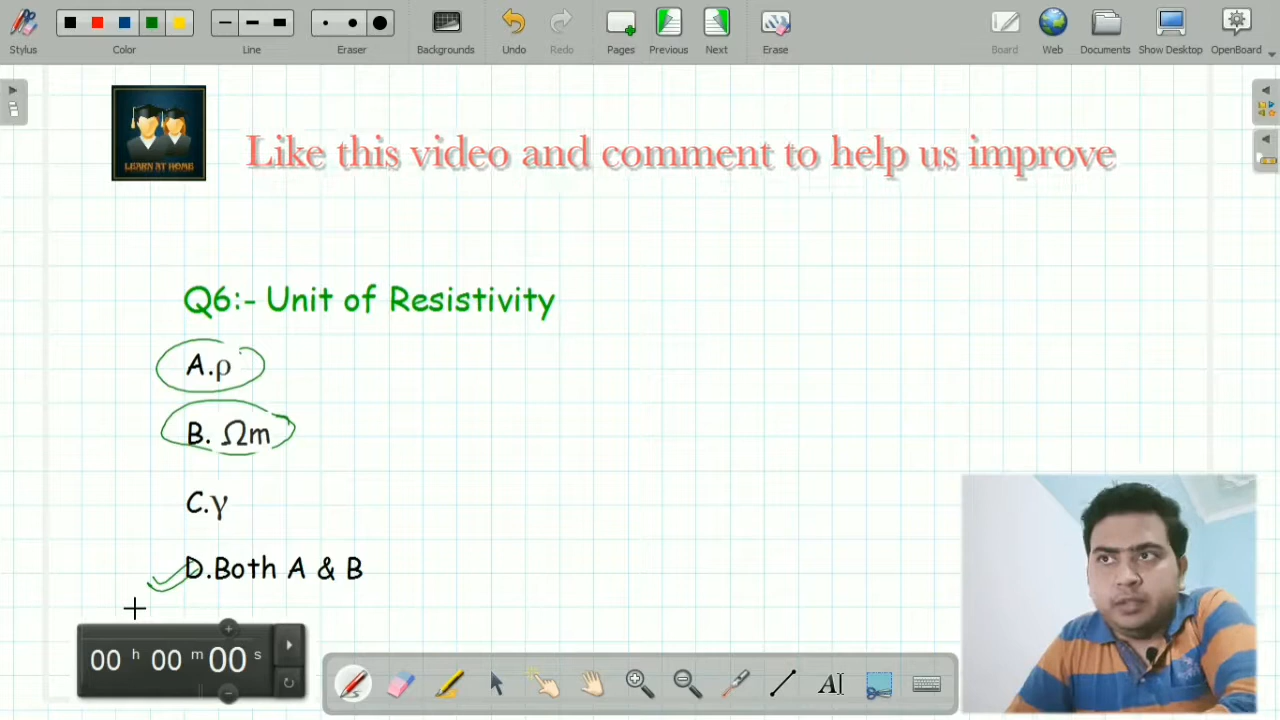 Stylus
Color
Line
Eraser
Backgrounds
Undo
Redo
Pages
Previous
Next
Erase
Board
Web
Documents
Show Desktop
OpenBoard
LEARN AT HOME
Like this video and comment to help us improve
Q6:- Unit of Resistivity
A.ρ
B. Ωm
C.γ
D.Both A & B
00 h 00 m 00 s
AI